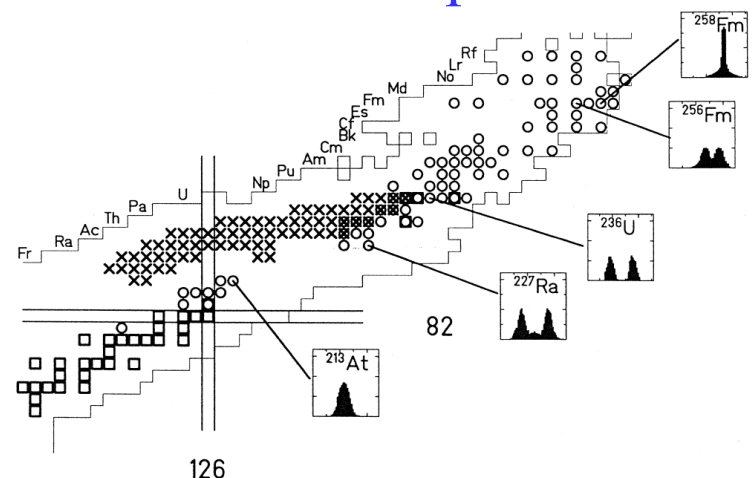 258Fm
Rf
Lr
No
Md
Fm
Es
Cf
Bk
256Fm
Cm
Am
Pu
Np
U
Pa
Th
Ac
Ra
Fr
236U
227Ra
82
213At
126